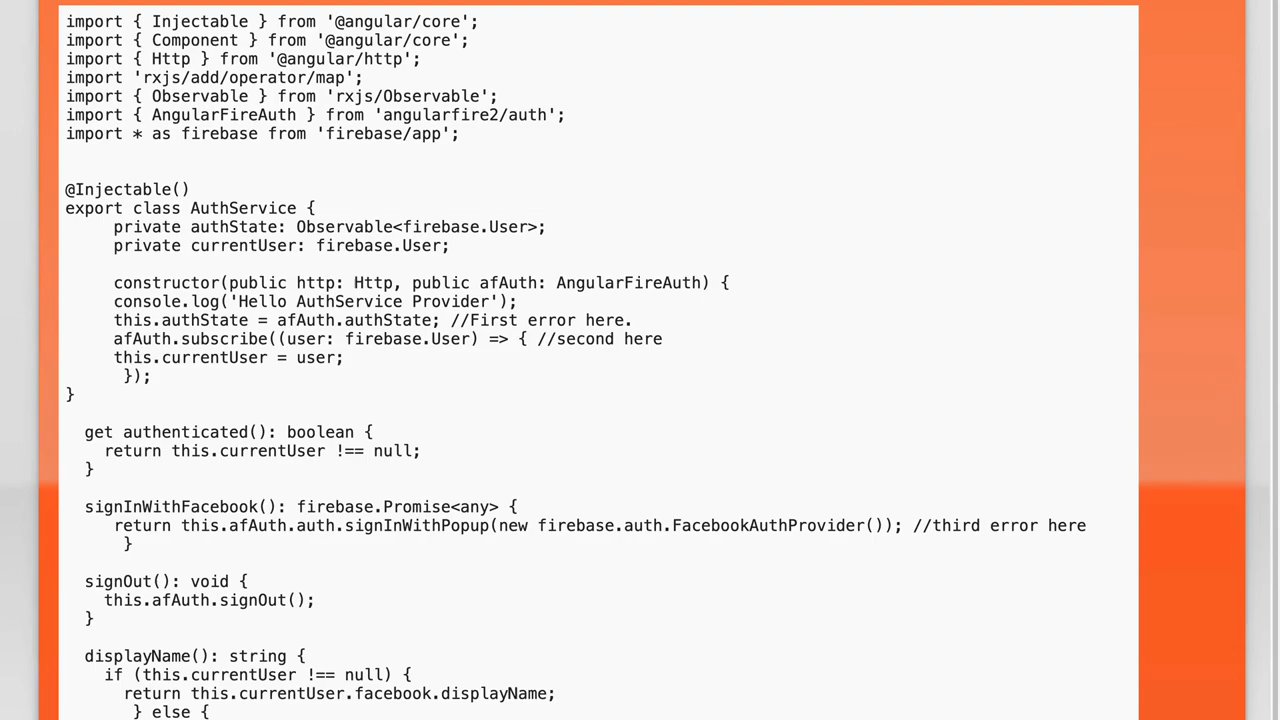 import { Injectable } from '@angular/core';
import { Component } from '@angular/core';
import { Http } from '@angular/http';
import 'rxjs/add/operator/map';
import { Observable } from 'rxjs/Observable';
import { AngularFireAuth } from 'angularfire2/auth';
import * as firebase from 'firebase/app';
@Injectable()
export class AuthService {
private authState: Observable<firebase.User>;
private currentUser: firebase.User;
constructor(public http: Http, public afAuth: AngularFireAuth) {
console.log('Hello AuthService Provider');
this.authState = afAuth.authState; //First error here.
afAuth.subscribe((user: firebase.User) => { //second here
this.currentUser = user;
});
}
get authenticated(): boolean {
return this.currentUser !== null;
}
signInWithFacebook(): firebase.Promise<any> {
return this.afAuth.auth.signInWithPopup(new firebase.auth.FacebookAuthProvider()); //third error here
}
signOut(): void {
this.afAuth.signOut();
}
displayName(): string {
if (this.currentUser !== null) {
return this.currentUser.facebook.displayName;
} else {